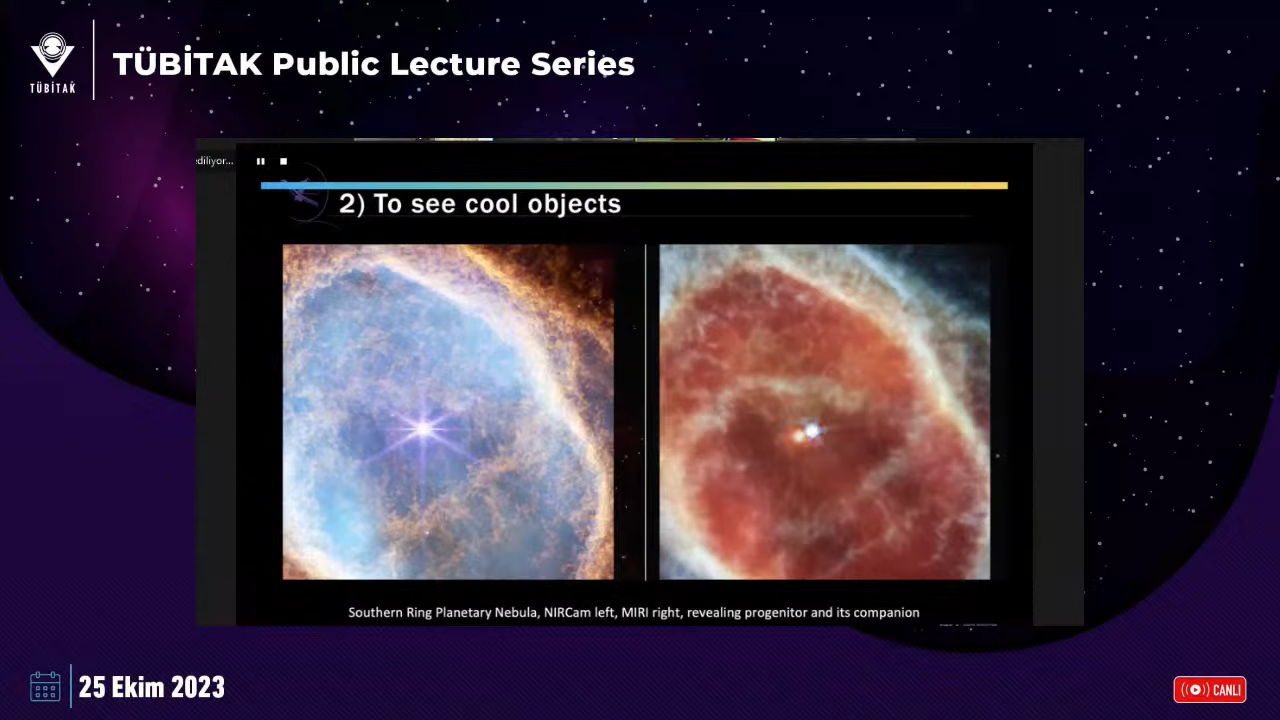 TÜBİTAK Public Lecture Series
TÜBİTAK
ediliyor...
2) To see cool objects
Southern Ring Planetary Nebula, NIRCam left, MIRI right, revealing progenitor and its companion
25 Ekim 2023
CANLI